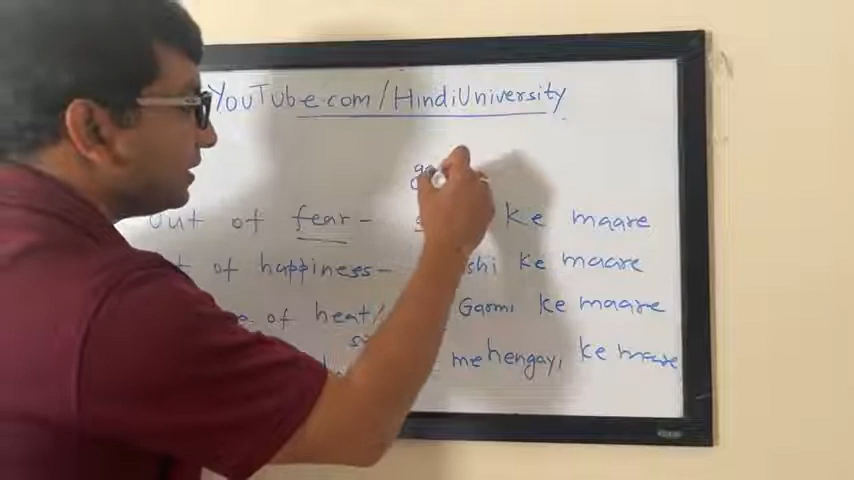 YouTube.com/HindiUniversity
out of fear - ke maare
of happiness - ke maare
of heat/ Garmi ke maare
mehengayi ke maare